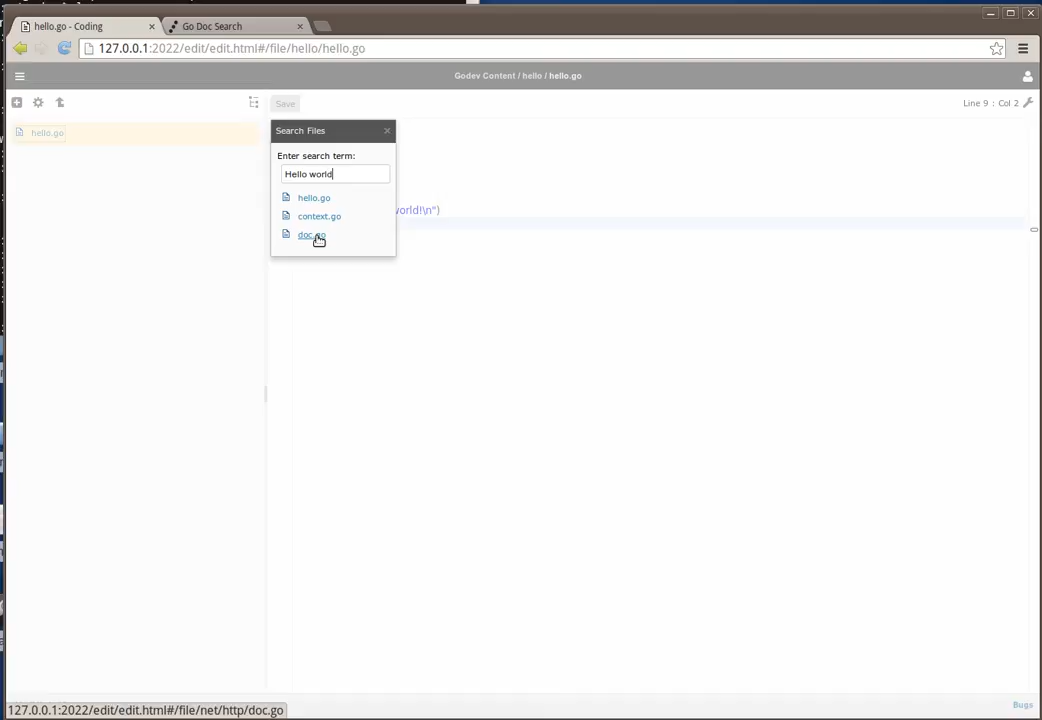 hello.go - Coding
Go Doc Search
127.0.0.1:2022/edit/edit.html#/file/hello/hello.go
Godev Content / hello / hello.go
Save
Line 9 : Col 2
hello.go
Search Files
Enter search term:
Hello world
hello.go
context.go
world!\n")
doc.go
Bugs
127.0.0.1:2022/edit/edit.html#/file/net/http/doc.go